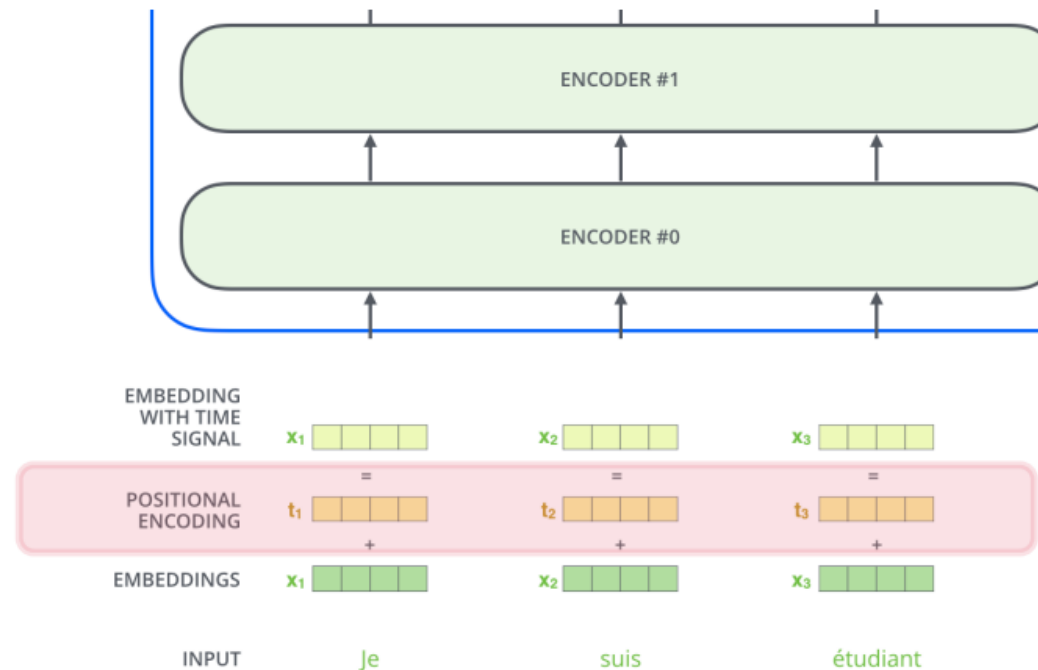 ENCODER #1
ENCODER #0
EMBEDDING
WITH TIME
SIGNAL
x₁ x₂ x₃
= = =
POSITIONAL
ENCODING
t₁ t₂ t₃
+ + +
EMBEDDINGS x₁ x₂ x₃
INPUT Je suis étudiant